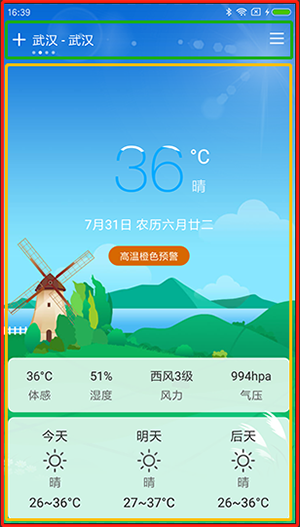 16:39
武汉 - 武汉
36°C
晴
7月31日 农历六月廿二
高温橙色预警
36°C 51% 西风3级 994hpa
体感 湿度 风力 气压
今天 明天 后天
晴 晴 晴
26~36°C 27~37°C 26~36°C